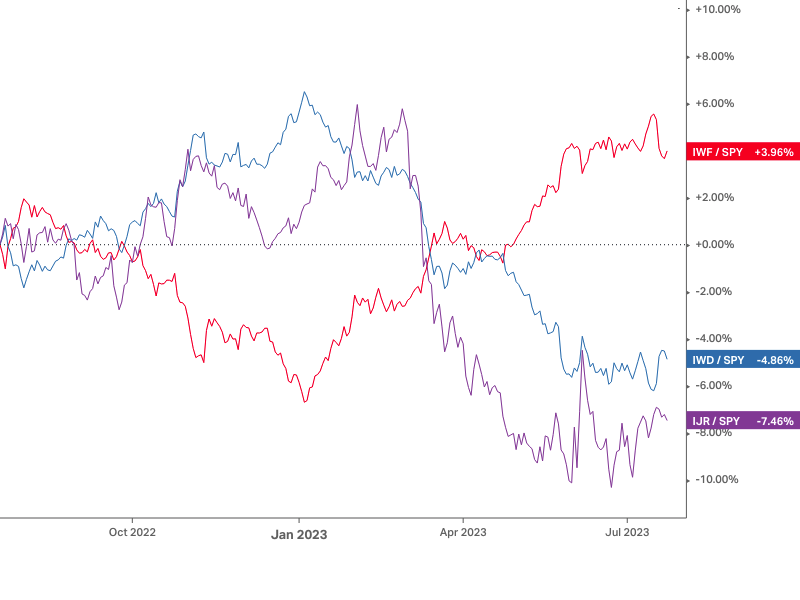 +10.00%
+8.00%
+6.00%
IWF / SPY +3.96%
+2.00%
+0.00%
-2.00%
-4.00%
IWD / SPY -4.86%
-6.00%
IJR / SPY -7.46%
-8.00%
-10.00%
Oct 2022 Jan 2023 Apr 2023 Jul 2023